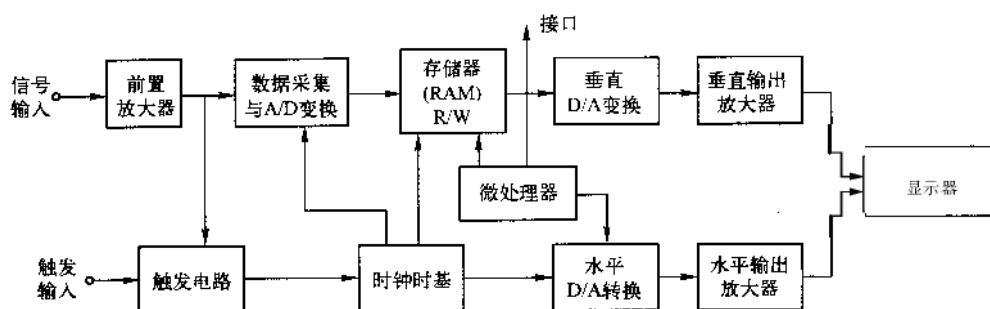 接口
信号
输入
前置
放大器
数据采集
与A/D变换
存储器
(RAM)
R/W
垂直
D/A变换
垂直输出
放大器
微处理器
显示器
触发
输入
触发电路
时钟时基
水平
D/A转换
水平输出
放大器